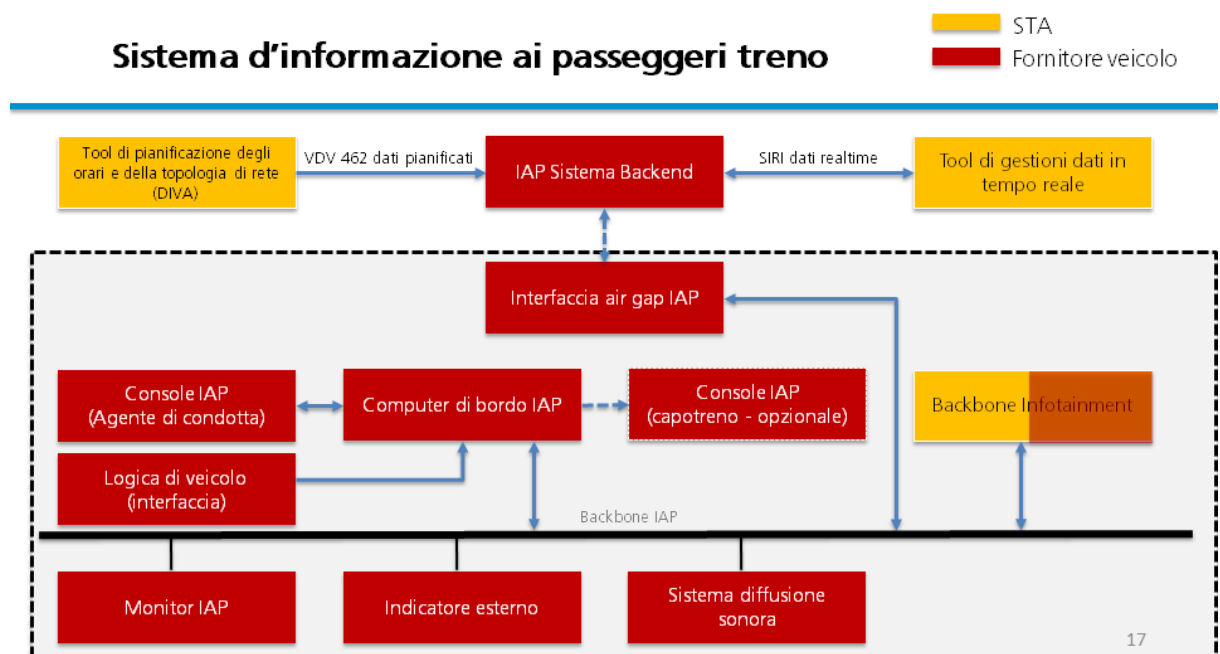 Sistema d'informazione ai passeggeri treno
STA
Fornitore veicolo
Tool di pianificazione degli
orari e della topologia di rete
(DIVA)
VDV 462 dati pianificati
IAP Sistema Backend
SIRI dati realtime
Tool di gestioni dati in
tempo reale
Interfaccia air gap IAP
Console IAP
(Agente di condotta)
Computer di bordo IAP
Console IAP
(capotreno - opzionale)
Backbone Infotainment
Logica di veicolo
(interfaccia)
Backbone IAP
Monitor IAP
Indicatore esterno
Sistema diffusione
sonora
17